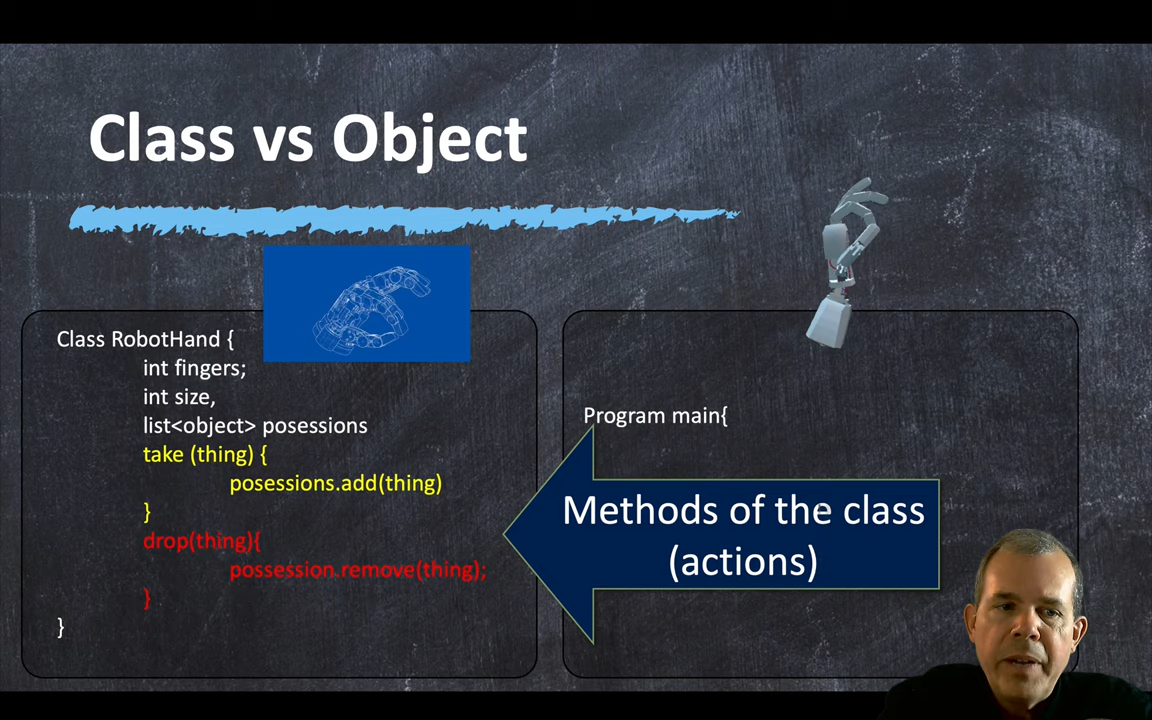 Class vs Object
Class RobotHand {
int fingers;
int size,
list<object> posessions
take (thing) {
posessions.add(thing)
}
drop(thing){
possession.remove(thing);
}
}
Program main{
Methods of the class
(actions)